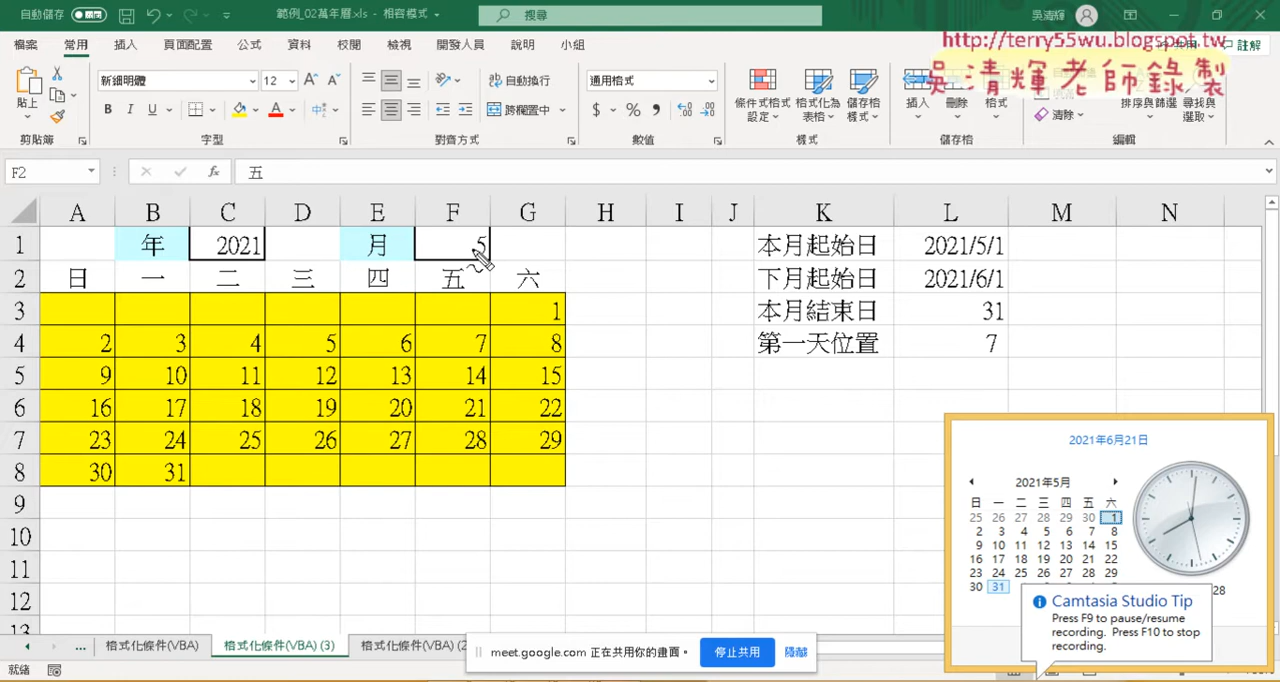 自動儲存 範例_02萬年曆.xls - 相容模式 搜尋 吳清輝
檔案 常用 插入 頁面配置 公式 資料 校閱 檢視 開發人員 說明 小組 註解
http://terry55wu.blogspot.tw
吳清輝老師錄製
貼上 新細明體 12 自動換行 通用格式
B I U 跨欄置中 $ % 條件式格式設定 格式化為表格 儲存格樣式 插入 刪除 格式 清除 排序與篩選 尋找與選取
剪貼簿 字型 對齊方式 數值 樣式 儲存格 編輯
F2 fx 五
A B C D E F G H I J K L M N
1 年 2021 月 5 本月起始日 2021/5/1
2 日 一 二 三 四 五 六 下月起始日 2021/6/1
3 1 本月結束日 31
4 2 3 4 5 6 7 8 第一天位置 7
5 9 10 11 12 13 14 15
6 16 17 18 19 20 21 22
7 23 24 25 26 27 28 29
8 30 31
9
10
11
12
13
2021年6月21日
2021年5月
日 一 二 三 四 五 六
25 26 27 28 29 30 1
2 3 4 5 6 7 8
9 10 11 12 13 14 15
16 17 18 19 20 21 22
23 24 25 26 27 28 29
30 31
28
Camtasia Studio Tip
Press F9 to pause/resume
recording. Press F10 to stop
recording.
... 格式化條件(VBA) 格式化條件(VBA) (3) 格式化條件(VBA) (2
meet.google.com 正在共用你的畫面。 停止共用 隱藏
就緒